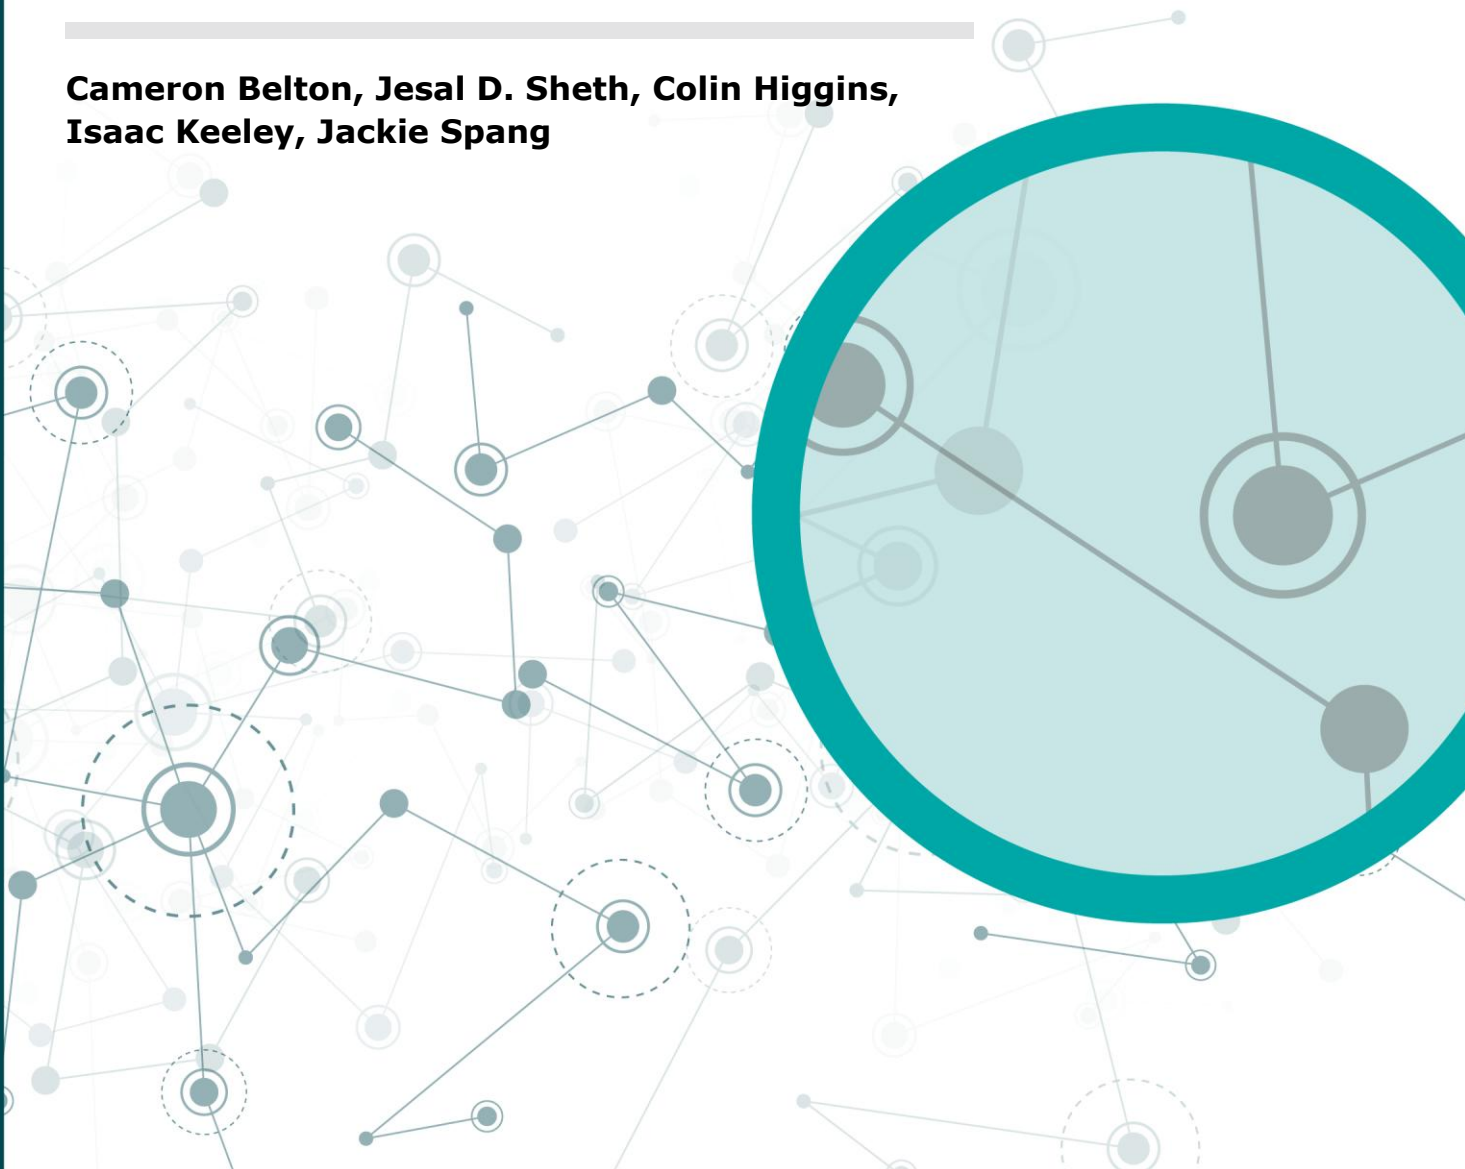 Cameron Belton, Jesal D. Sheth, Colin Higgins,
Isaac Keeley, Jackie Spang